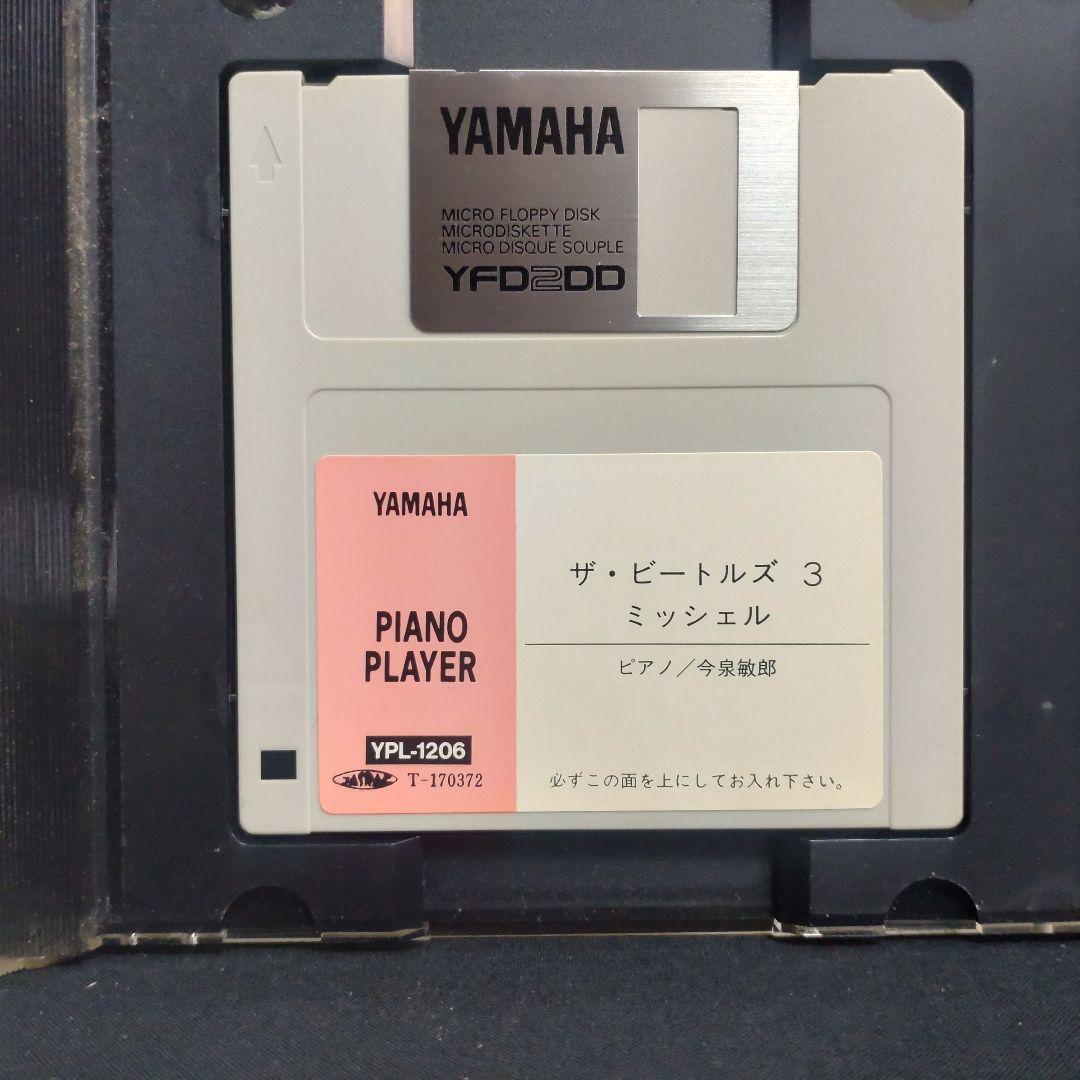 YAMAHA
MICRO FLOPPY DISK
MICRODISKETTE
MICRO DISQUE SOUPLE
YFD2DD
YAMAHA
PIANO
PLAYER
YPL-1206
JASRAC T-170372
ザ・ビートルズ 3
ミッシェル
ピアノ／今泉敏郎
必ずこの面を上にしてお入れ下さい。